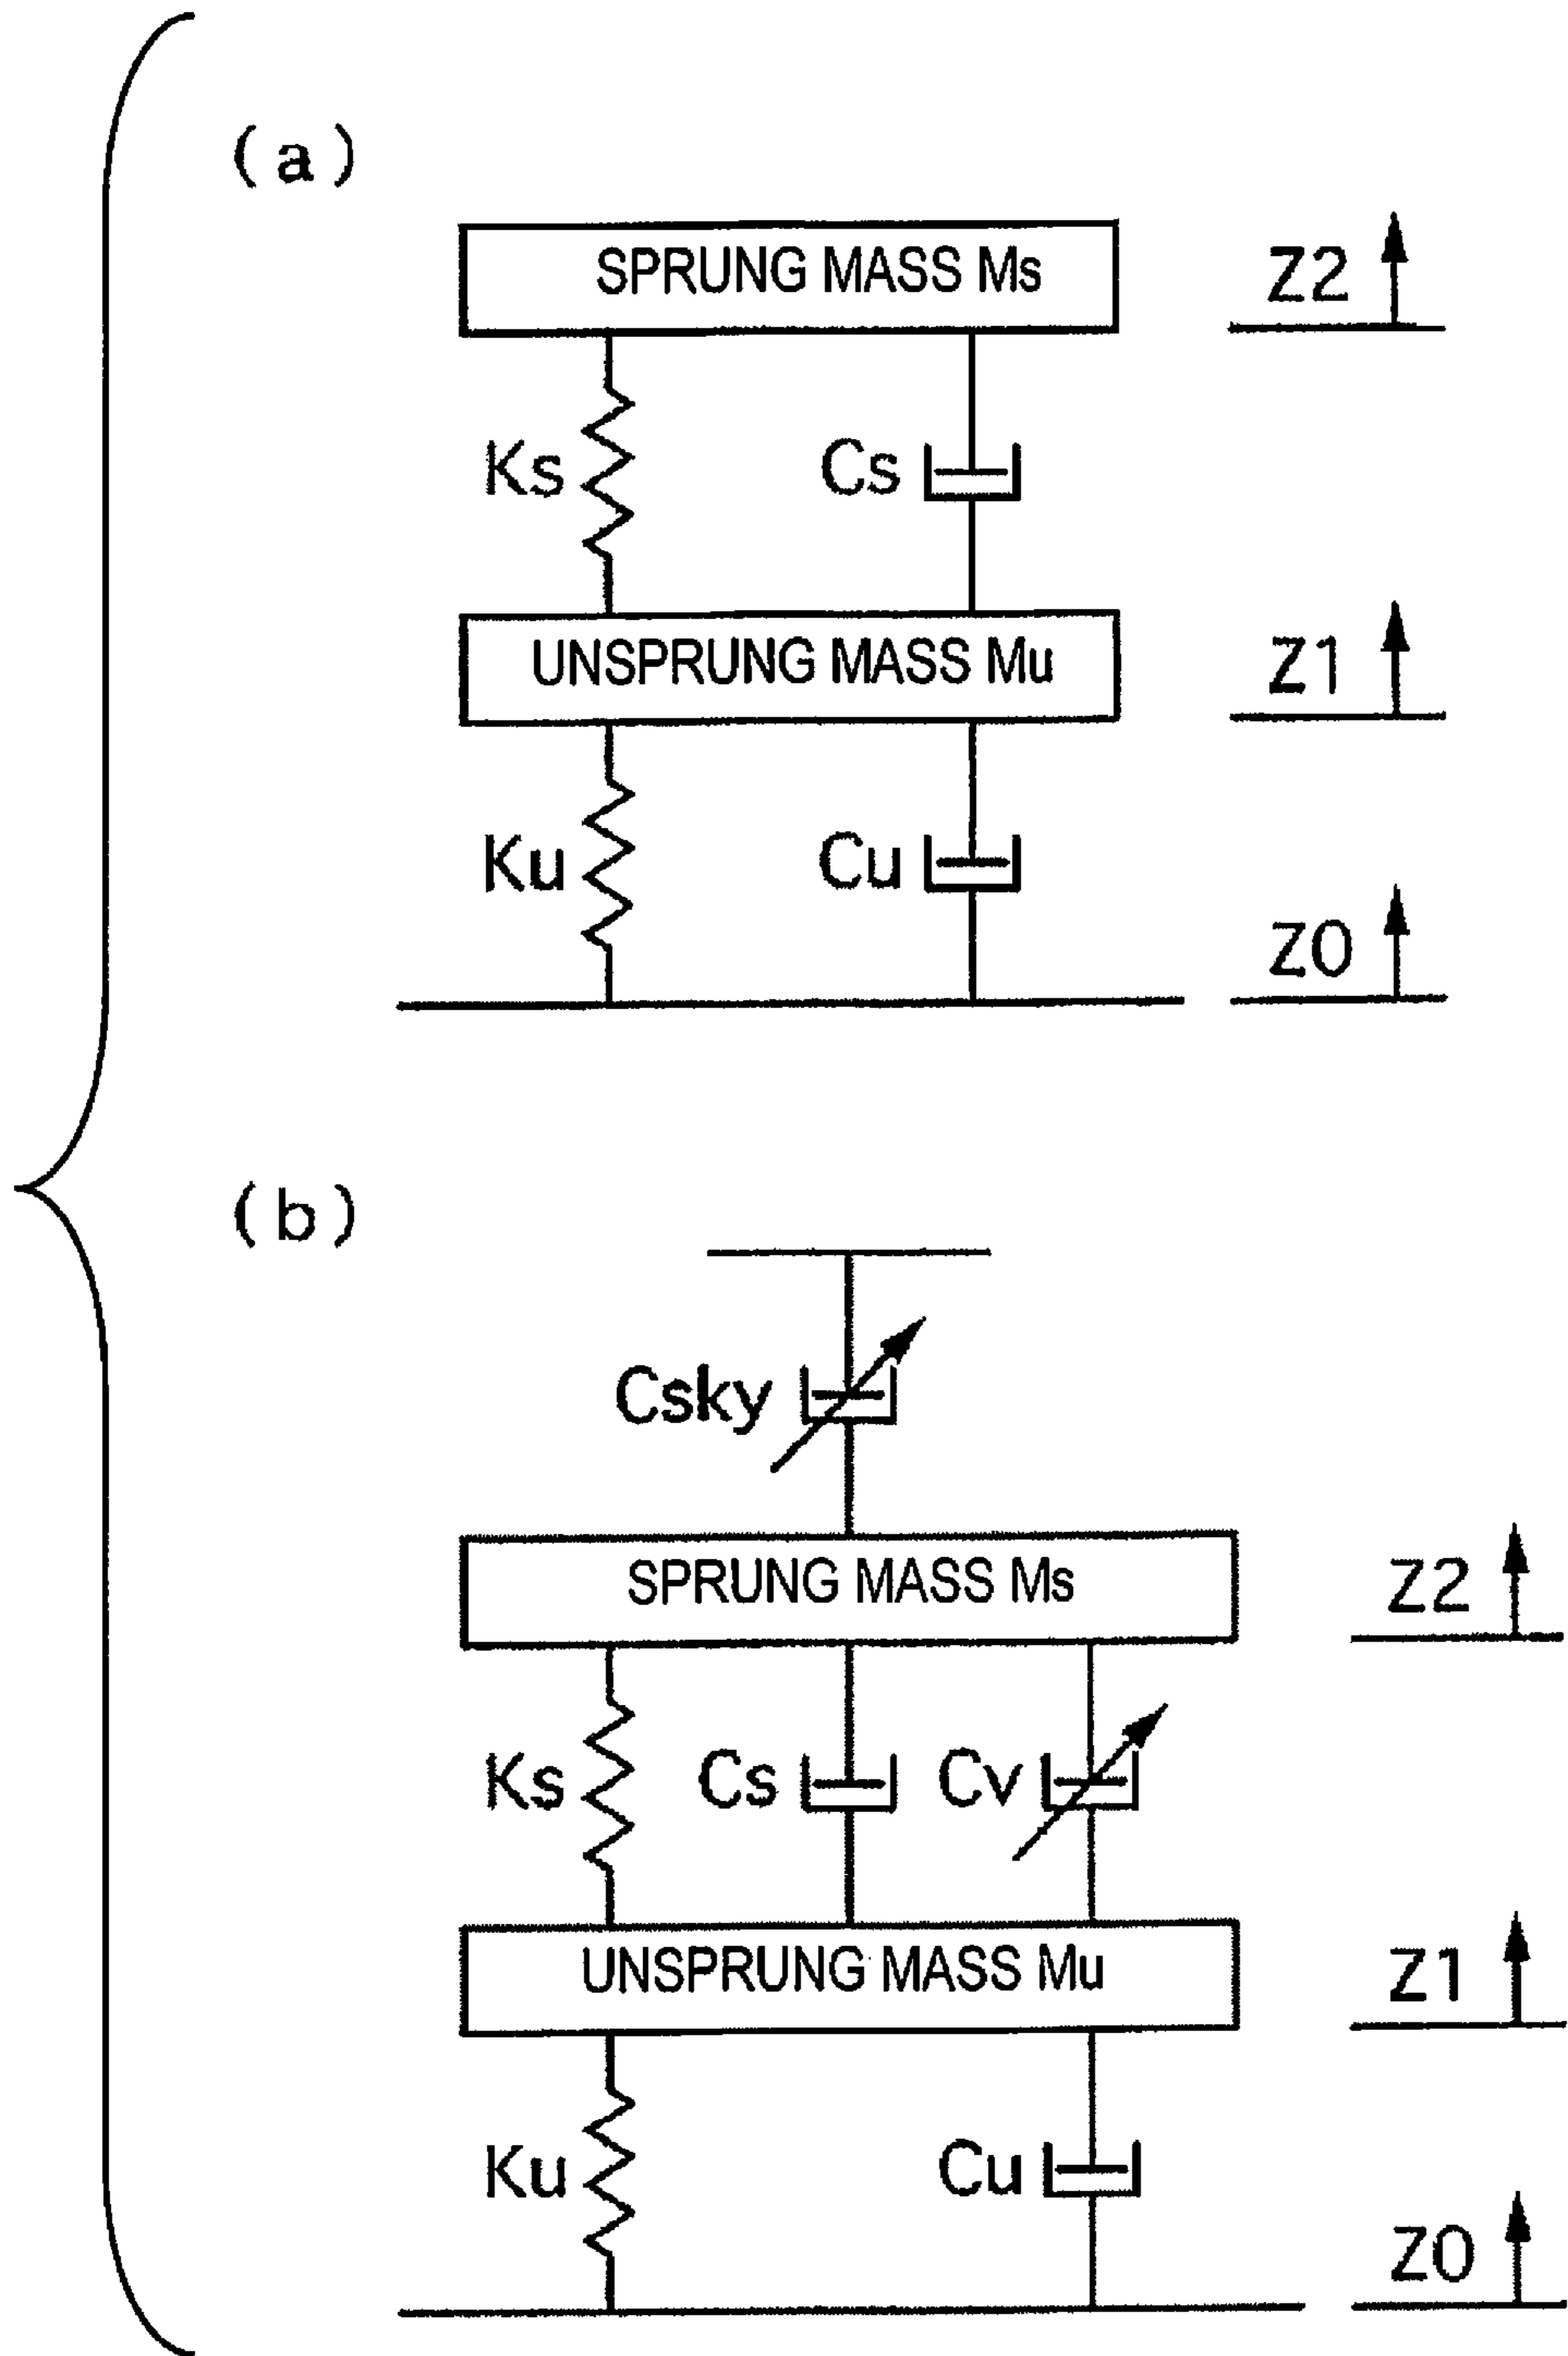 (a)
SPRUNG MASS Ms
Z2
Ks
Cs
UNSPRUNG MASS Mu
Z1
Ku
Cu
Z0
(b)
Csky
SPRUNG MASS Ms
Z2
Ks
Cs
Cv
UNSPRUNG MASS Mu
Z1
Ku
Cu
Z0